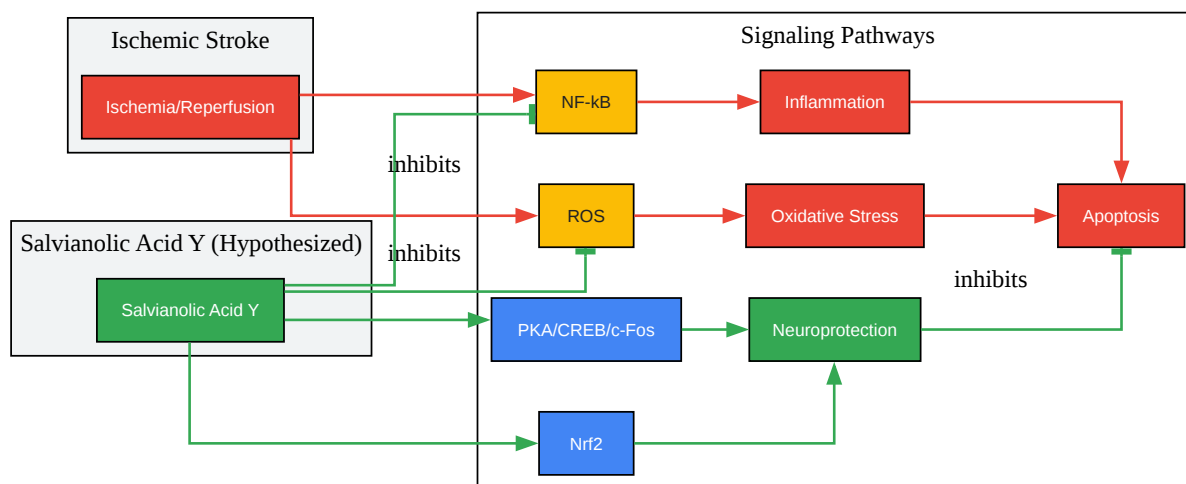 Ischemic Stroke
Signaling Pathways
Ischemia/Reperfusion
NF-kB
Inflammation
inhibits
ROS
Oxidative Stress
Apoptosis
Salvianolic Acid Y (Hypothesized)
inhibits
inhibits
Salvianolic Acid Y
PKA/CREB/c-Fos
Neuroprotection
Nrf2